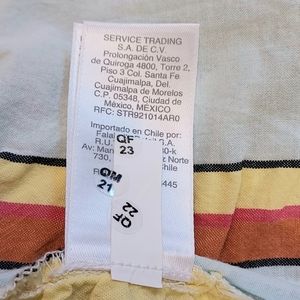 SERVICE TRADING
S.A. DE C.V.
Prolongación Vasco
de Quiroga 4800, Torre 2,
Piso 3 Col. Santa Fe
Cuajimalpa, Del.
Cuajimalpa de Morelos
C.P. 05348, Ciudad de
México, MÉXICO
RFC: STR921014AR0
Importado en Chile por:
S.A.
R.U.
Av:
730, Norte
Chile
445
QF
23
QM
21
QF
22